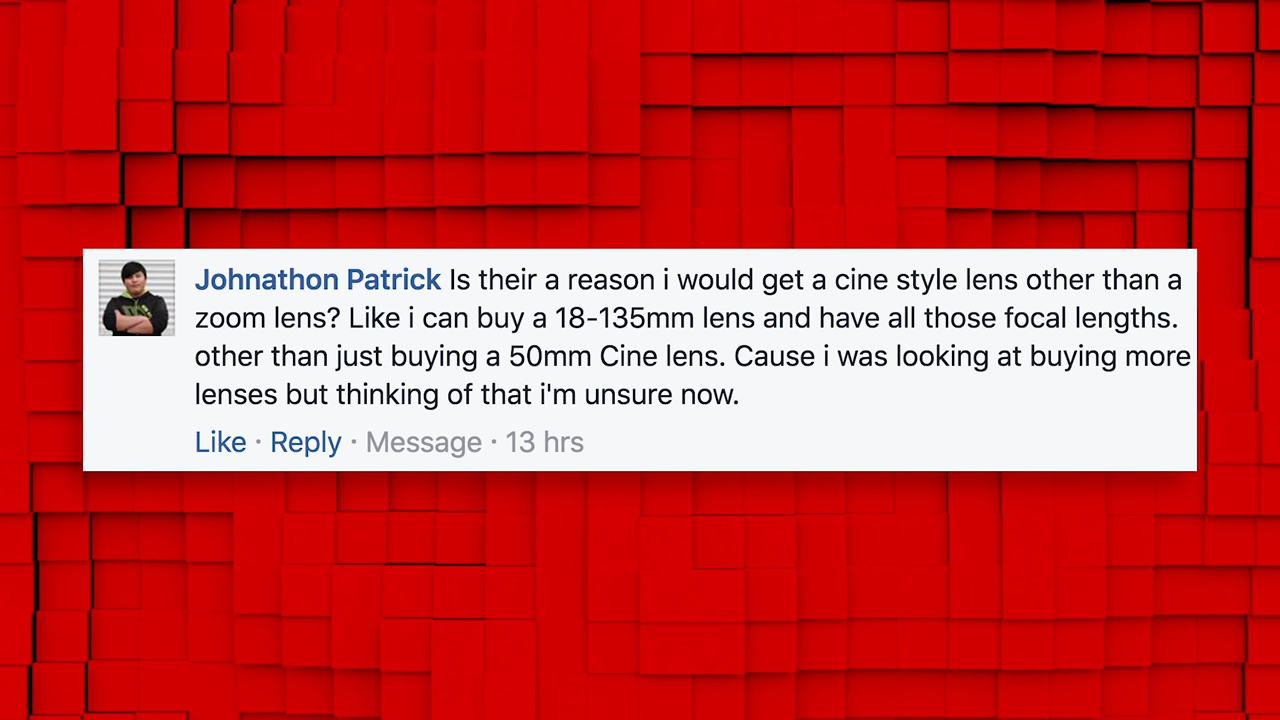 Johnathon Patrick Is their a reason i would get a cine style lens other than a
zoom lens? Like i can buy a 18-135mm lens and have all those focal lengths.
other than just buying a 50mm Cine lens. Cause i was looking at buying more
lenses but thinking of that i'm unsure now.
Like · Reply · Message · 13 hrs